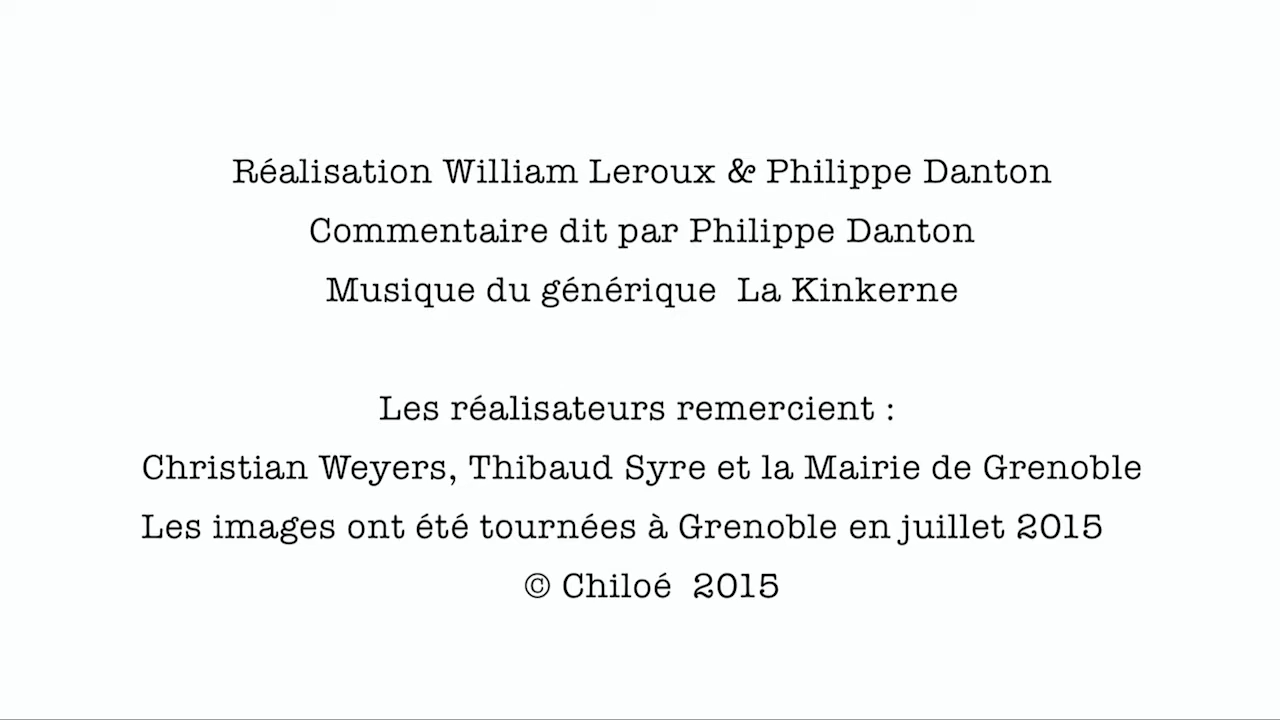 Réalisation William Leroux & Philippe Danton
Commentaire dit par Philippe Danton
Musique du générique  La Kinkerne
Les réalisateurs remercient :
Christian Weyers, Thibaud Syre et la Mairie de Grenoble
Les images ont été tournées à Grenoble en juillet 2015
© Chiloé  2015